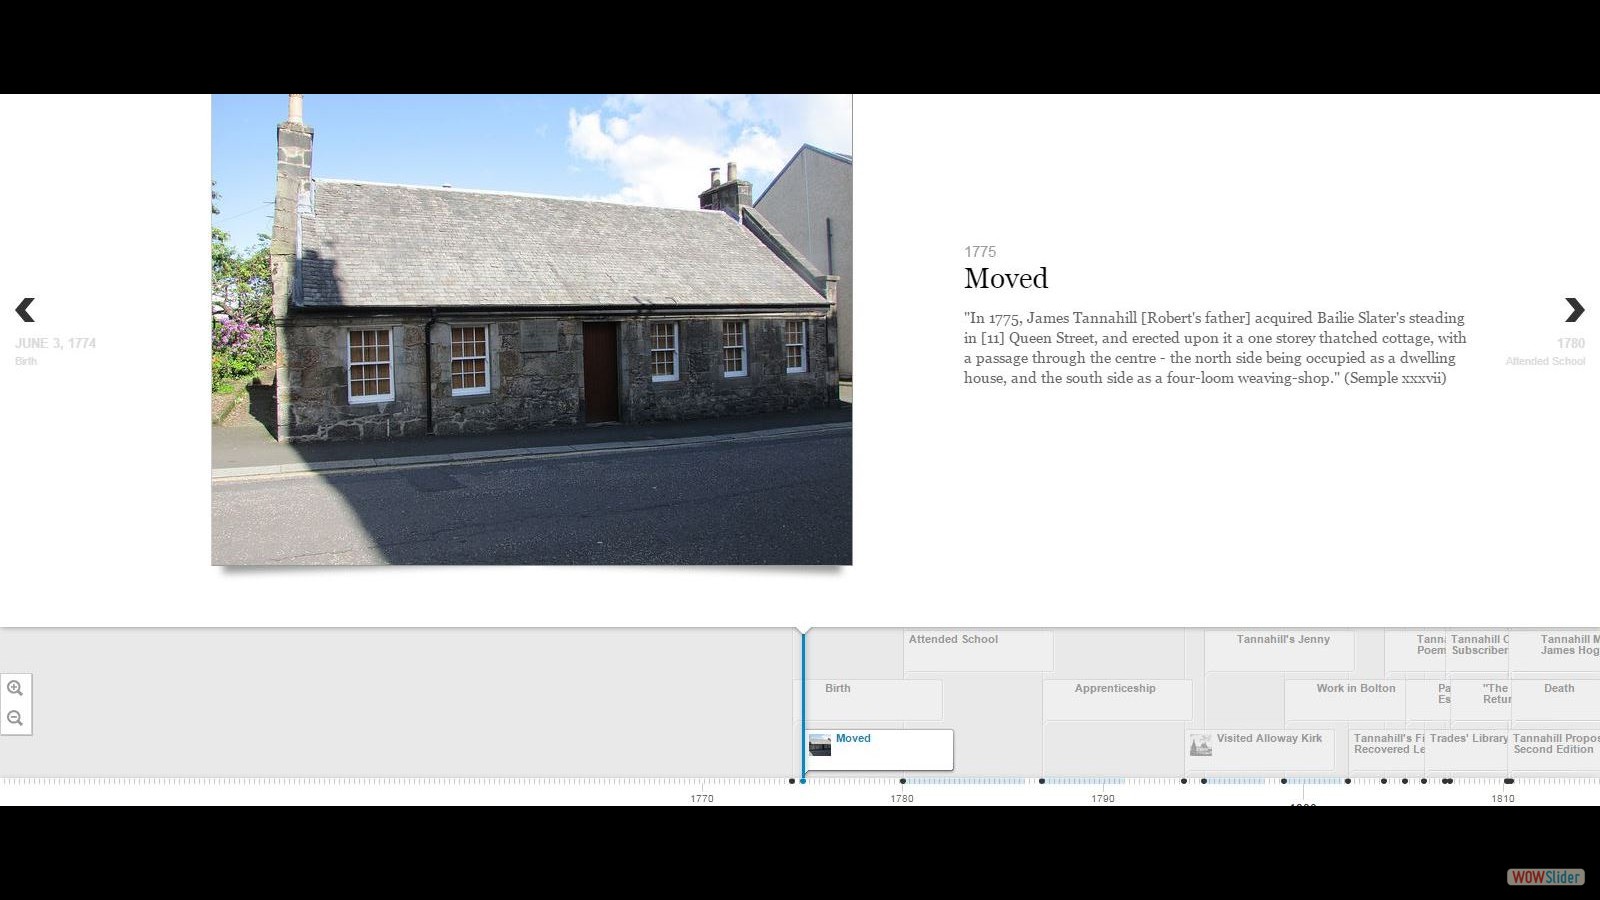 1775
Moved
"In 1775, James Tannahill [Robert's father] acquired Bailie Slater's steading
in [11] Queen Street, and erected upon it a one storey thatched cottage, with
a passage through the centre - the north side being occupied as a dwelling
house, and the south side as a four-loom weaving-shop." (Semple xxxvii)
JUNE 3, 1774
Birth
1780
Attended School
Attended School
Tannahill's Jenny
Tanna
Poem
Tannahill C
Subscriber
Tannahill M
James Hog
Birth
Apprenticeship
Work in Bolton
Pa
Es
"The
Retur
Death
Moved
Visited Alloway Kirk
Tannahill's Fi
Recovered Le
Trades' Library
Tannahill Propos
Second Edition
1770
1780
1790
1810
WOWSlider